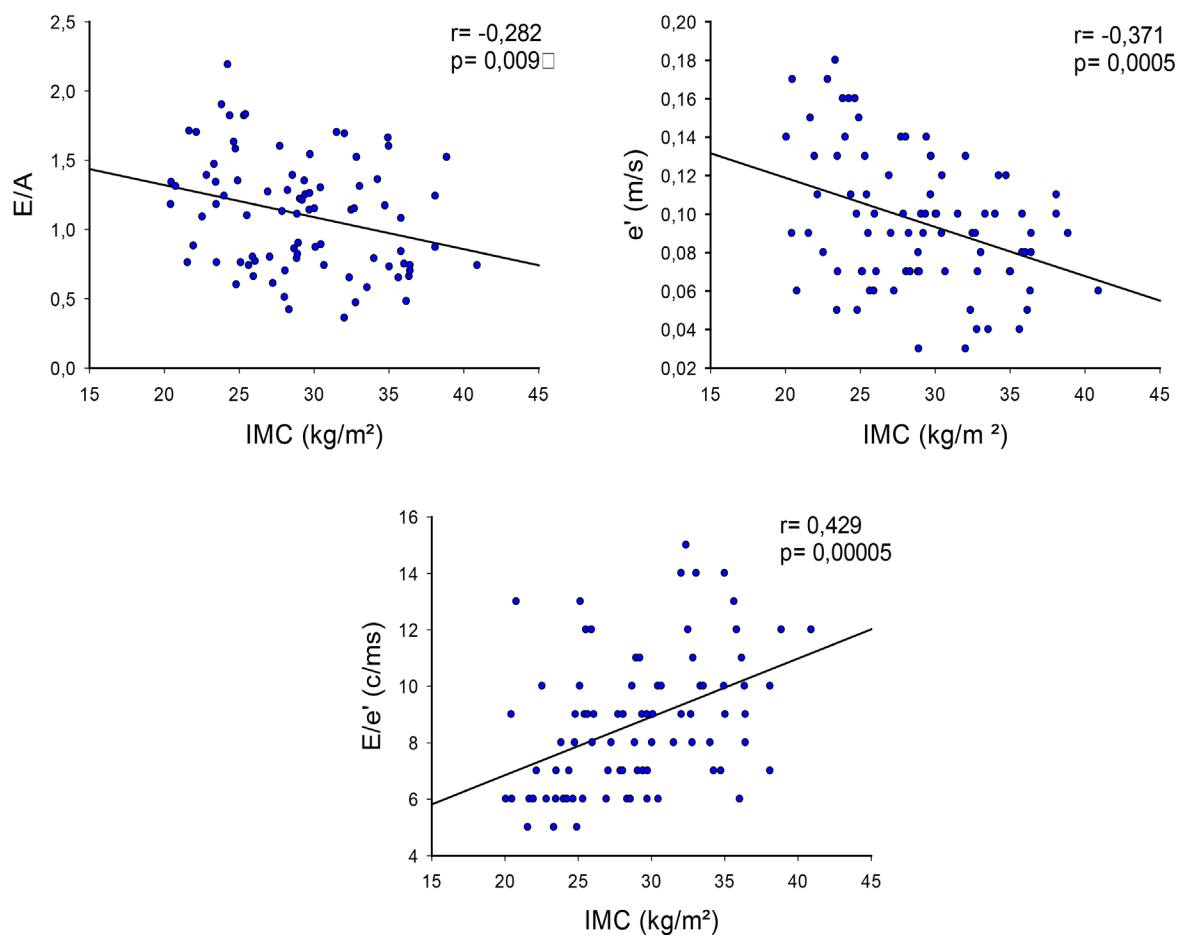 2,5
2,0
1,5
1,0
0,5
0,0
E/A
r= -0,282
p= 0,009□
15 20 25 30 35 40 45
IMC (kg/m²)
0,20
0,18
0,16
0,14
0,12
0,10
0,08
0,06
0,04
0,02
e' (m/s)
r= -0,371
p= 0,0005
15 20 25 30 35 40 45
IMC (kg/m ²)
16
14
12
10
8
6
4
E/e' (c/ms)
r= 0,429
p= 0,00005
15 20 25 30 35 40 45
IMC (kg/m²)